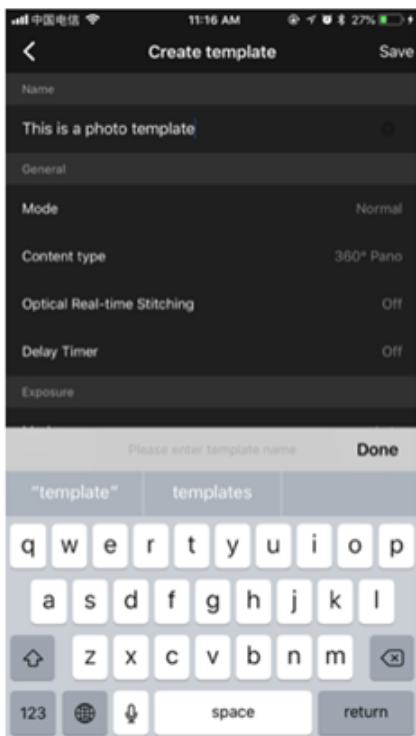 中国电信 11:16 AM 27%
Create template Save
Name
This is a photo template
General
Mode Normal
Content type 360° Pano
Optical Real-time Stitching Off
Delay Timer Off
Exposure
Please enter template name Done
"template" templates
q w e r t y u i o p
a s d f g h j k l
z x c v b n m
123 space return